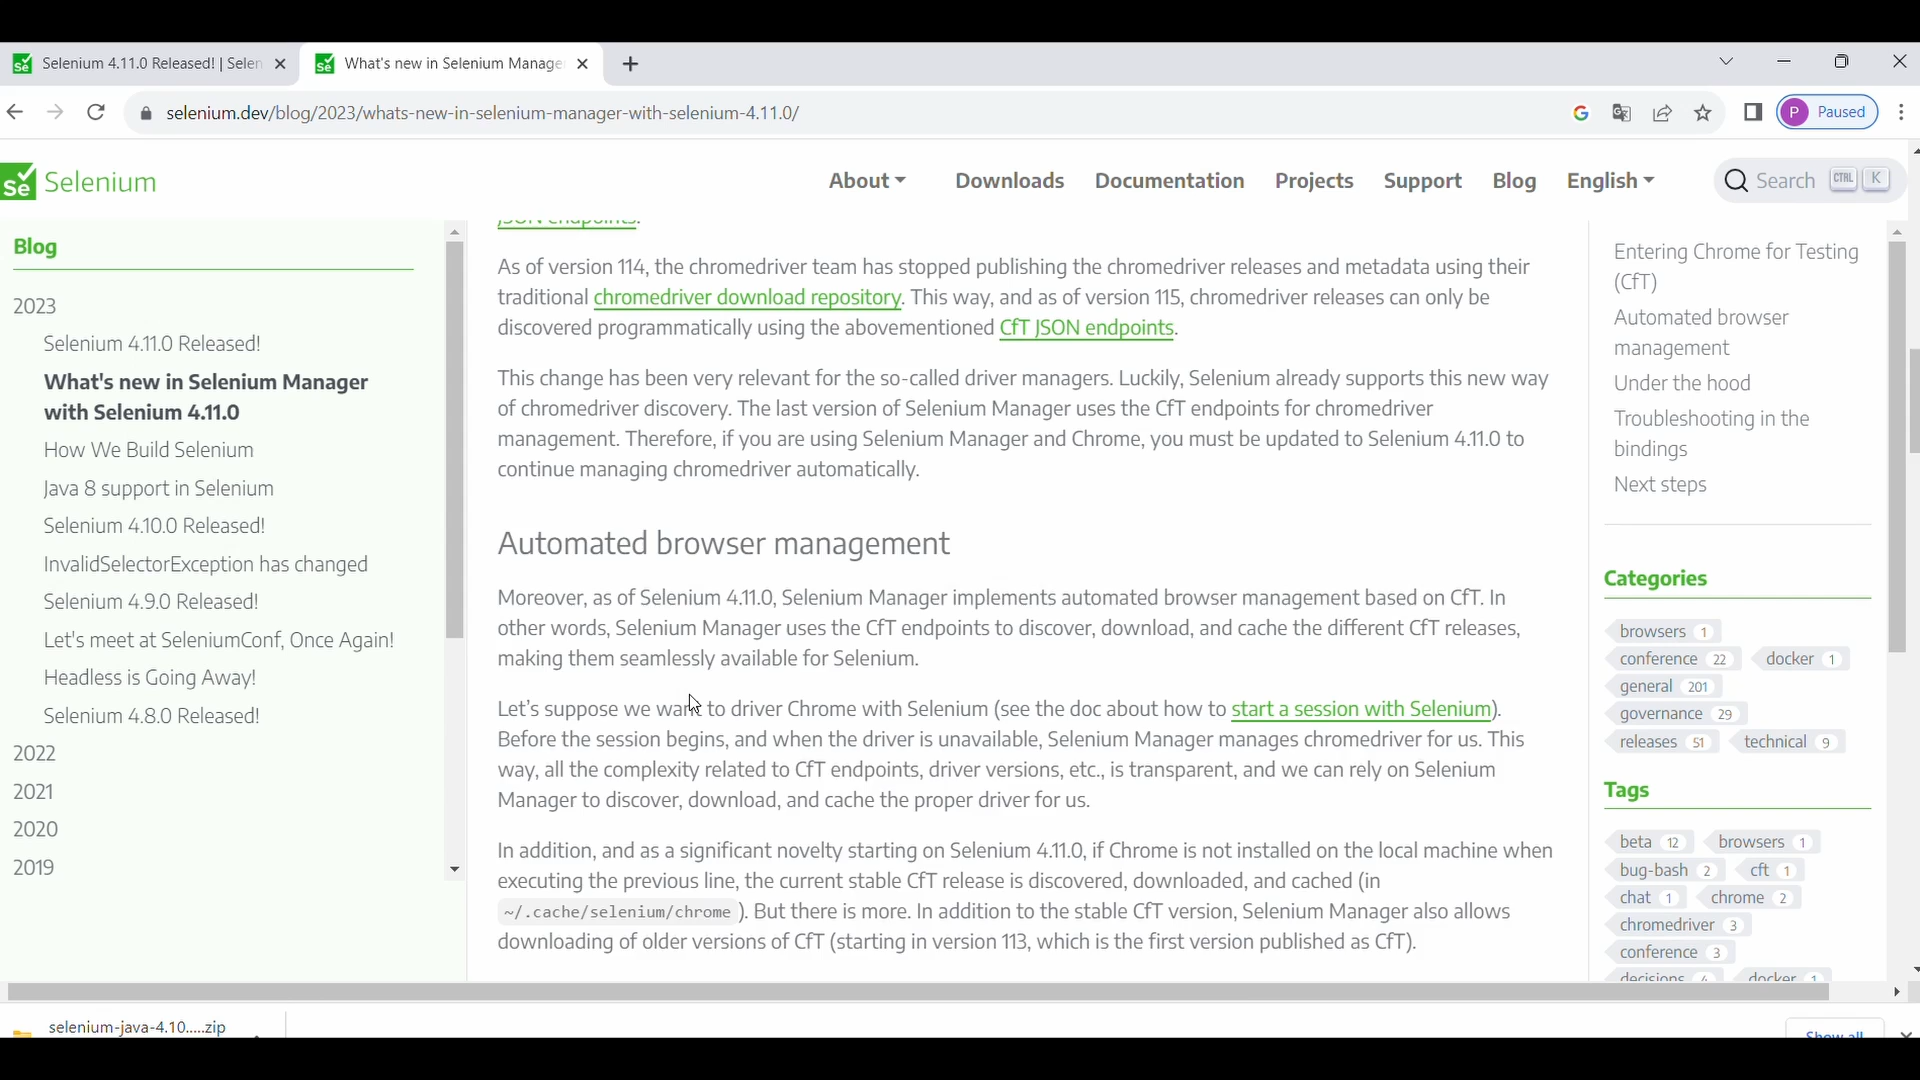 Selenium 4.11.0 Released! | Selen
What's new in Selenium Manage
selenium.dev/blog/2023/whats-new-in-selenium-manager-with-selenium-4.11.0/
P Paused
Se Selenium
About
Downloads
Documentation
Projects
Support
Blog
English
Search CTRL K
Blog
2023
Selenium 4.11.0 Released!
What's new in Selenium Manager
with Selenium 4.11.0
How We Build Selenium
Java 8 support in Selenium
Selenium 4.10.0 Released!
InvalidSelectorException has changed
Selenium 4.9.0 Released!
Let's meet at SeleniumConf, Once Again!
Headless is Going Away!
Selenium 4.8.0 Released!
2022
2021
2020
2019
JSON endpoints.
As of version 114, the chromedriver team has stopped publishing the chromedriver releases and metadata using their
traditional chromedriver download repository. This way, and as of version 115, chromedriver releases can only be
discovered programmatically using the abovementioned CfT JSON endpoints.
This change has been very relevant for the so-called driver managers. Luckily, Selenium already supports this new way
of chromedriver discovery. The last version of Selenium Manager uses the CfT endpoints for chromedriver
management. Therefore, if you are using Selenium Manager and Chrome, you must be updated to Selenium 4.11.0 to
continue managing chromedriver automatically.
Automated browser management
Moreover, as of Selenium 4.11.0, Selenium Manager implements automated browser management based on CfT. In
other words, Selenium Manager uses the CfT endpoints to discover, download, and cache the different CfT releases,
making them seamlessly available for Selenium.
Let's suppose we want to driver Chrome with Selenium (see the doc about how to start a session with Selenium).
Before the session begins, and when the driver is unavailable, Selenium Manager manages chromedriver for us. This
way, all the complexity related to CfT endpoints, driver versions, etc., is transparent, and we can rely on Selenium
Manager to discover, download, and cache the proper driver for us.
In addition, and as a significant novelty starting on Selenium 4.11.0, if Chrome is not installed on the local machine when
executing the previous line, the current stable CfT release is discovered, downloaded, and cached (in
~/.cache/selenium/chrome ). But there is more. In addition to the stable CfT version, Selenium Manager also allows
downloading of older versions of CfT (starting in version 113, which is the first version published as CfT).
Entering Chrome for Testing
(CfT)
Automated browser
management
Under the hood
Troubleshooting in the
bindings
Next steps
Categories
browsers 1
conference 22 docker 1
general 201
governance 29
releases 51 technical 9
Tags
beta 12 browsers 1
bug-bash 2 cft 1
chat 1 chrome 2
chromedriver 3
conference 3
decisions 4 docker 1
selenium-java-4.10.....zip
Show all